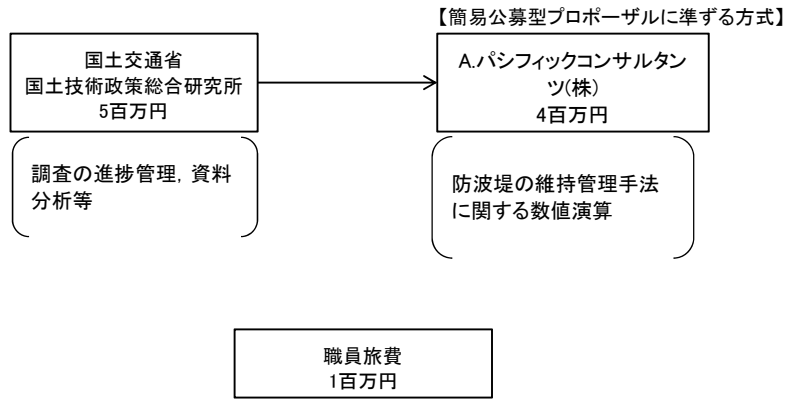 【簡易公募型プロポーザルに準ずる方式】
国土交通省
国土技術政策総合研究所
5百万円
A.パシフィックコンサルタン
ツ(株)
4百万円
調査の進捗管理，資料
分析等
防波堤の維持管理手法
に関する数値演算
職員旅費
1百万円